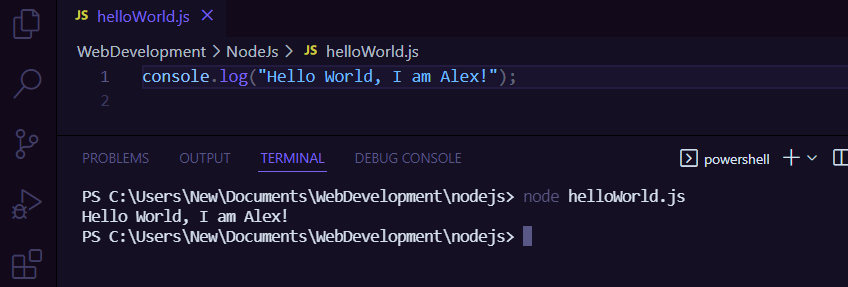 JS helloWorld.js
WebDevelopment > NodeJs > JS helloWorld.js
1 console.log("Hello World, I am Alex!");
2
PROBLEMS OUTPUT TERMINAL DEBUG CONSOLE powershell
PS C:\Users\New\Documents\WebDevelopment\nodejs> node helloWorld.js
Hello World, I am Alex!
PS C:\Users\New\Documents\WebDevelopment\nodejs>